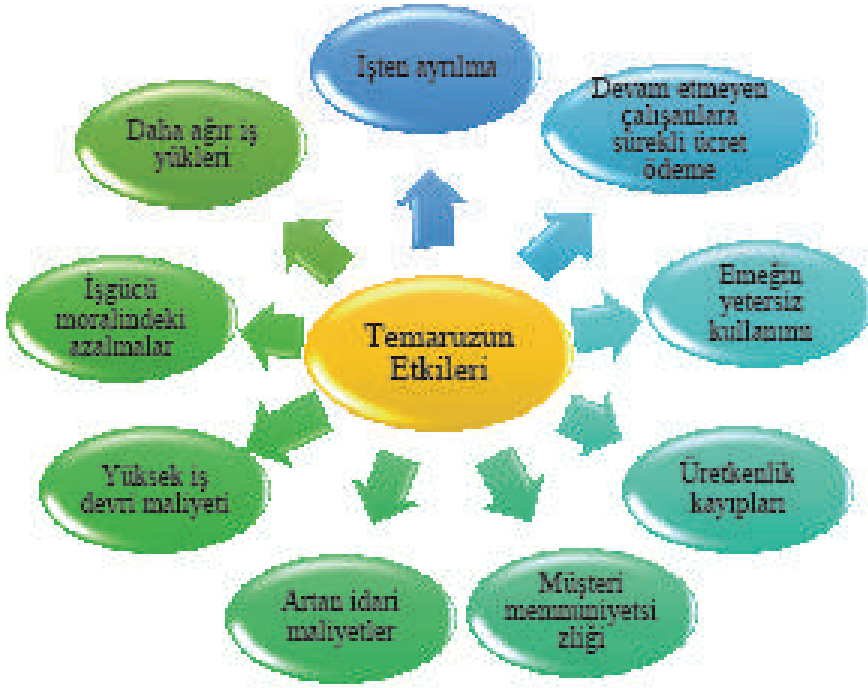 İşten ayrılma
Devam etmeyen
çalışanlara
sürekli ücret
ödeme
Emeğin
yetersiz
kullanımı
Üretkenlik
kayıpları
Müşteri
memnuniyetsi
zliği
Artan idari
maliyetler
Yüksek iş
devri maliyeti
İşgücü
moralindeki
azalmalar
Daha ağır iş
yükleri
Temaruzun
Etkileri